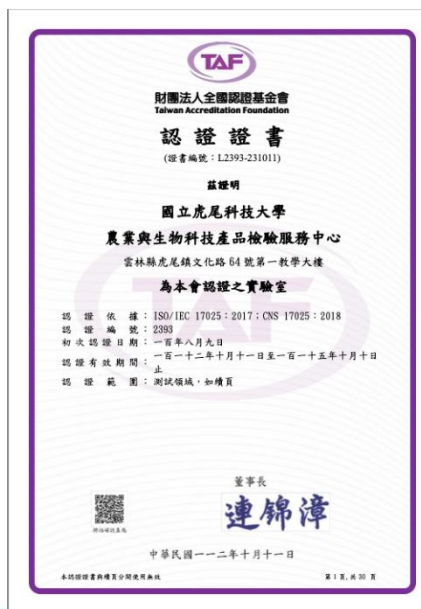 TAF
財團法人全國認證基金會
Taiwan Accreditation Foundation
認證證書
(證書編號：L2393-231011)
茲證明
國立虎尾科技大學
農業與生物科技產品檢驗服務中心
雲林縣虎尾鎮文化路 64 號第一教學大樓
為本會認證之實驗室
認證依據：ISO/IEC 17025：2017；CNS 17025：2018
認證編號：2393
初次認證日期：一百年八月九日
認證有效期間：一百一十二年十月十一日至一百一十五年十月十日
止
認證範圍：測試領域，如續頁
董事長
連錦漳
中華民國一一二年十月十一日
本認證證書與續頁分開使用無效
第 1 頁, 共 30 頁